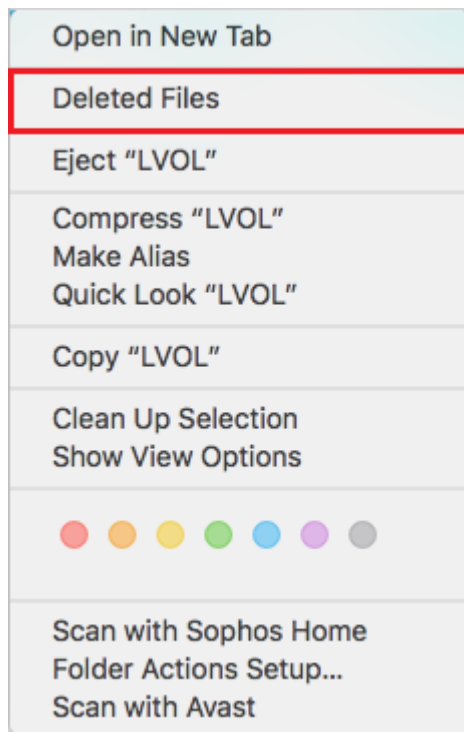 Open in New Tab
Deleted Files
Eject “LVOL”
Compress “LVOL”
Make Alias
Quick Look “LVOL”
Copy “LVOL”
Clean Up Selection
Show View Options
Scan with Sophos Home
Folder Actions Setup...
Scan with Avast